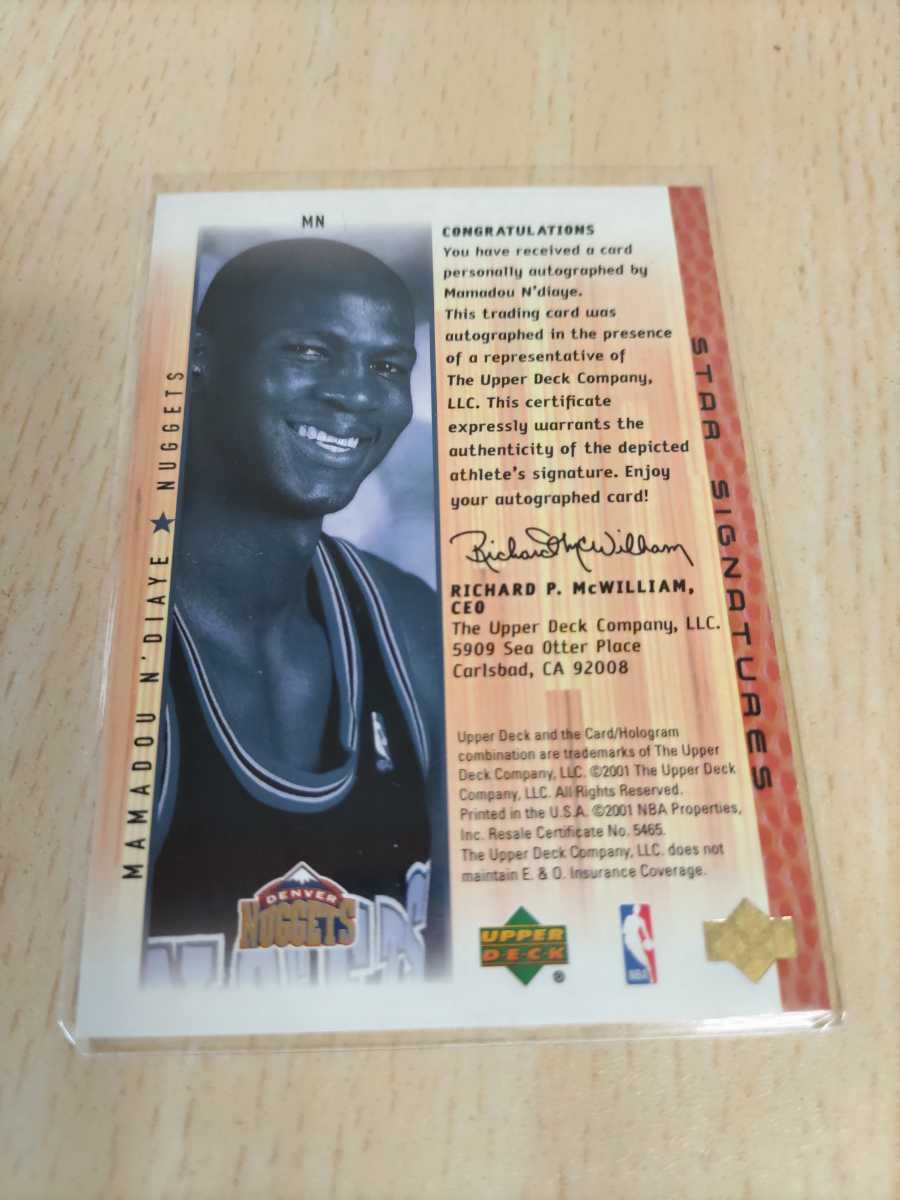 MN
MAMADOU N'DIAYE ★ NUGGETS
CONGRATULATIONS
You have received a card
personally autographed by
Mamadou N'diaye.
This trading card was
autographed in the presence
of a representative of
The Upper Deck Company,
LLC. This certificate
expressly warrants the
authenticity of the depicted
athlete's signature. Enjoy
your autographed card!
Richard McWilliam
RICHARD P. McWILLIAM,
CEO
The Upper Deck Company, LLC.
5909 Sea Otter Place
Carlsbad, CA 92008
Upper Deck and the Card/Hologram
combination are trademarks of The Upper
Deck Company, LLC. ©2001 The Upper Deck
Company, LLC. All Rights Reserved.
Printed in the U.S.A. ©2001 NBA Properties,
Inc. Resale Certificate No. 5465.
The Upper Deck Company, LLC. does not
maintain E. & O. Insurance Coverage.
STAR SIGNATURES
DENVER
NUGGETS
UPPER
D·E·C·K
®
NBA